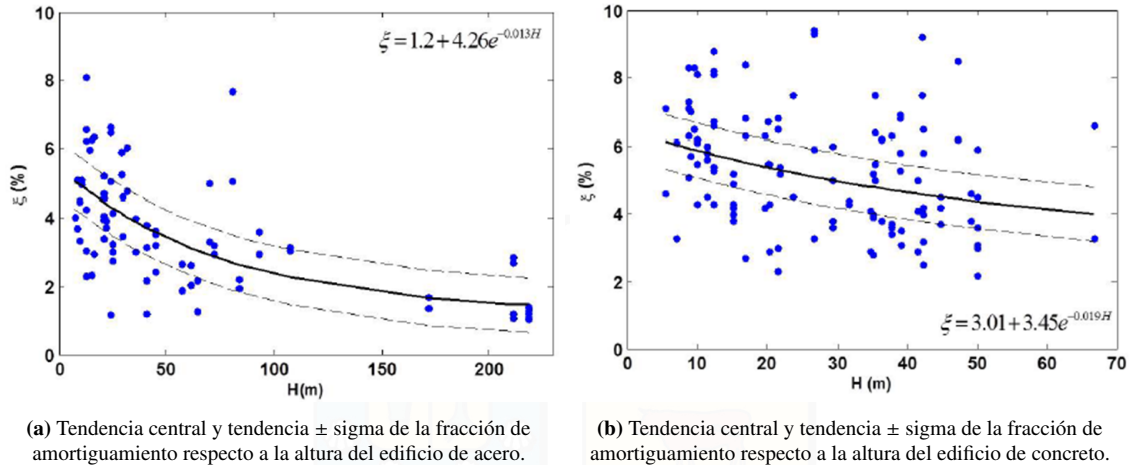 10
8
6
4
2
0
ξ (%)
ξ=1.2+4.26e^{-0.013H}
0 50 100 150 200
H(m)
(a) Tendencia central y tendencia ± sigma de la fracción de
amortiguamiento respecto a la altura del edificio de acero.
10
8
6
4
2
0
ξ (%)
ξ=3.01+3.45e^{-0.019H}
0 10 20 30 40 50 60 70
H (m)
(b) Tendencia central y tendencia ± sigma de la fracción de
amortiguamiento respecto a la altura del edificio de concreto.